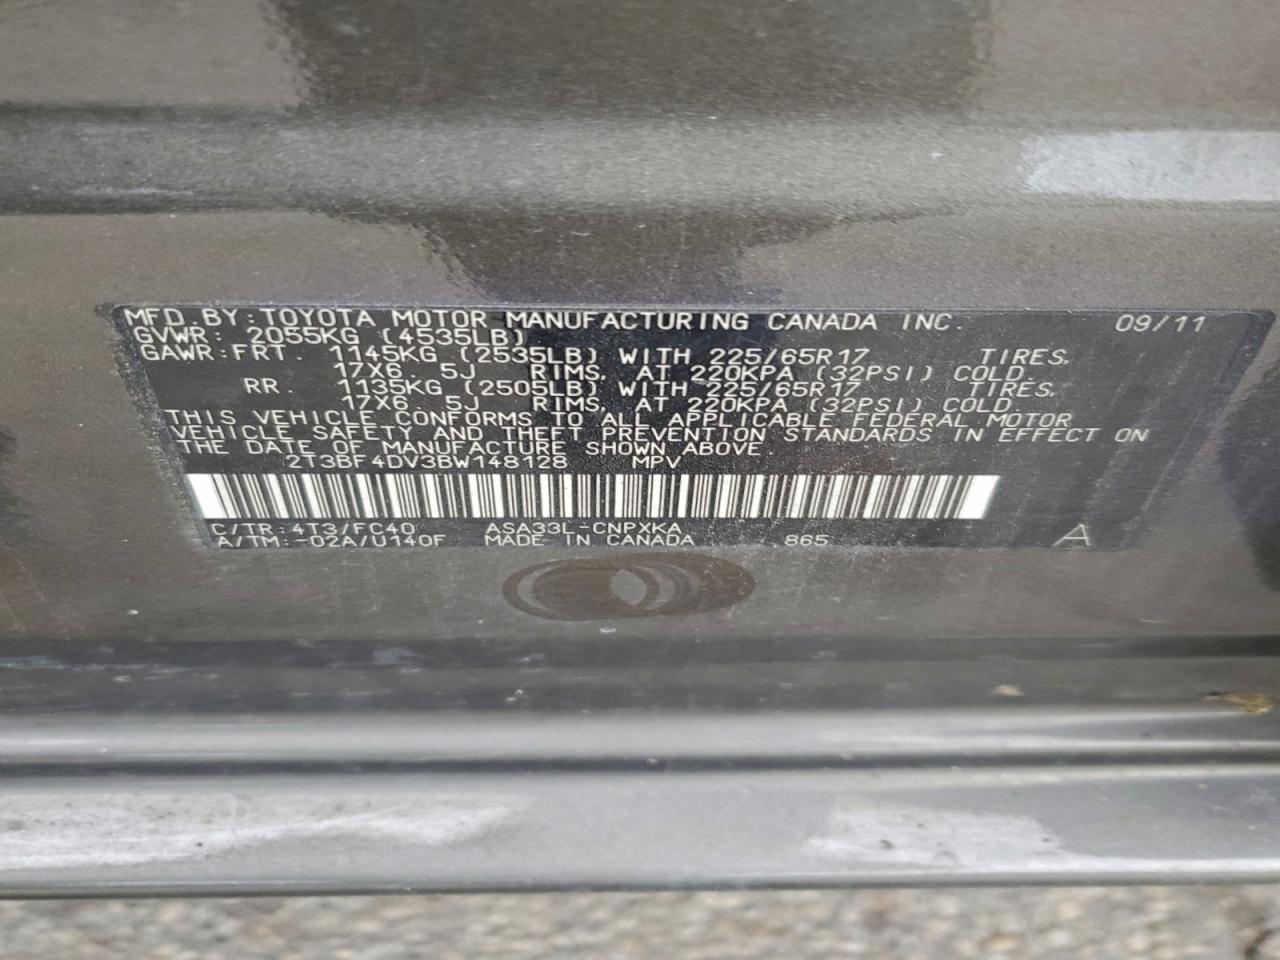 MFD. BY: TOYOTA MOTOR MANUFACTURING CANADA INC. 09/11
GVWR: 2055KG (4535LB)
GAWR: FRT. 1145KG (2535LB) WITH 225/65R17 TIRES,
17X6. 5J RIMS, AT 220KPA (32PSI) COLD
RR. 1135KG (2505LB) WITH 225/65R17 TIRES,
17X6. 5J RIMS, AT 220KPA (32PSI) COLD
THIS VEHICLE CONFORMS TO ALL APPLICABLE FEDERAL MOTOR
VEHICLE SAFETY AND THEFT PREVENTION STANDARDS IN EFFECT ON
THE DATE OF MANUFACTURE SHOWN ABOVE.
2T3BF4DV3BW148128 MPV
C/TR: 4T3/FC40 ASA33L-CNPXKA
A/TM: -02A/U140F MADE IN CANADA 865 A